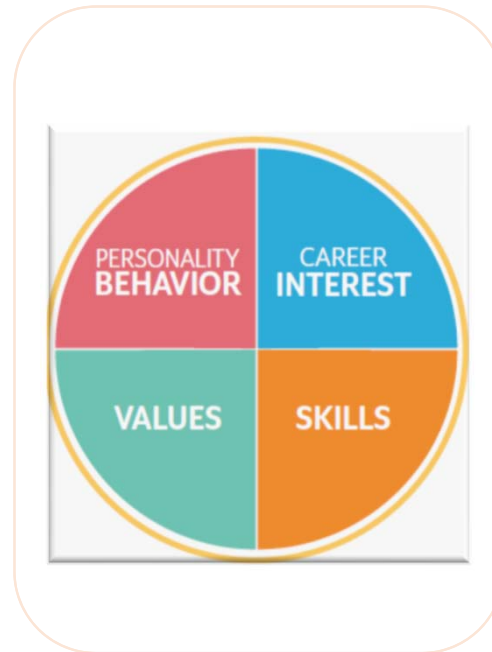 PERSONALITY
BEHAVIOR
CAREER
INTEREST
VALUES
SKILLS